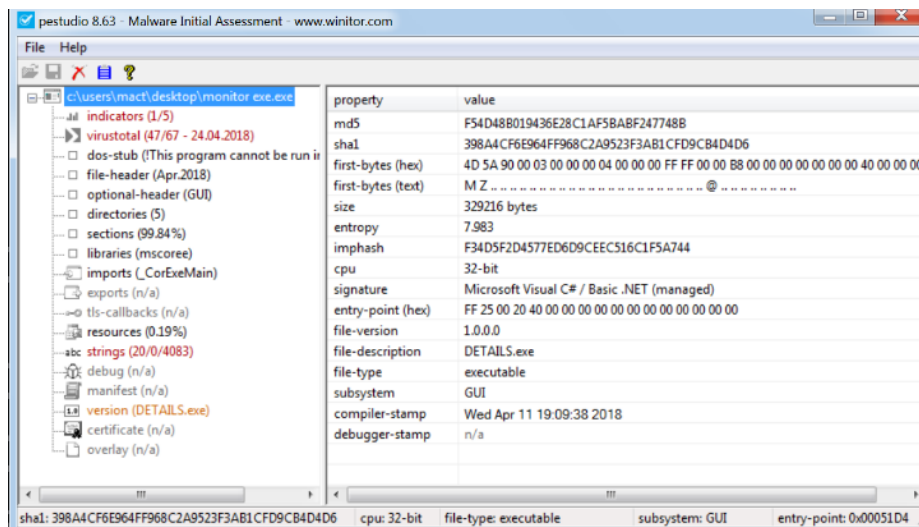 pestudio 8.63 - Malware Initial Assessment - www.winitor.com
File Help
c:\users\mact\desktop\monitor exe.exe
indicators (1/5)
virustotal (47/67 - 24.04.2018)
dos-stub (!This program cannot be run in
file-header (Apr.2018)
optional-header (GUI)
directories (5)
sections (99.84%)
libraries (mscoree)
imports (_CorExeMain)
exports (n/a)
tls-callbacks (n/a)
resources (0.19%)
abc strings (20/0/4083)
debug (n/a)
manifest (n/a)
1.0 version (DETAILS.exe)
certificate (n/a)
overlay (n/a)
property value
md5 F54D48B019436E28C1AF5BABF247748B
sha1 398A4CF6E964FF968C2A9523F3AB1CFD9CB4D4D6
first-bytes (hex) 4D 5A 90 00 03 00 00 00 04 00 00 00 FF FF 00 00 B8 00 00 00 00 00 00 00 40 00 00 00
first-bytes (text) M Z .. .. .. .. .. .. .. .. .. .. .. .. .. .. .. .. .. .. .. .. @ .. .. .. .. .. .. ..
size 329216 bytes
entropy 7.983
imphash F34D5F2D4577ED6D9CEEC516C1F5A744
cpu 32-bit
signature Microsoft Visual C# / Basic .NET (managed)
entry-point (hex) FF 25 00 20 40 00 00 00 00 00 00 00 00 00 00 00
file-version 1.0.0.0
file-description DETAILS.exe
file-type executable
subsystem GUI
compiler-stamp Wed Apr 11 19:09:38 2018
debugger-stamp n/a
sha1: 398A4CF6E964FF968C2A9523F3AB1CFD9CB4D4D6 cpu: 32-bit file-type: executable subsystem: GUI entry-point: 0x00051D4